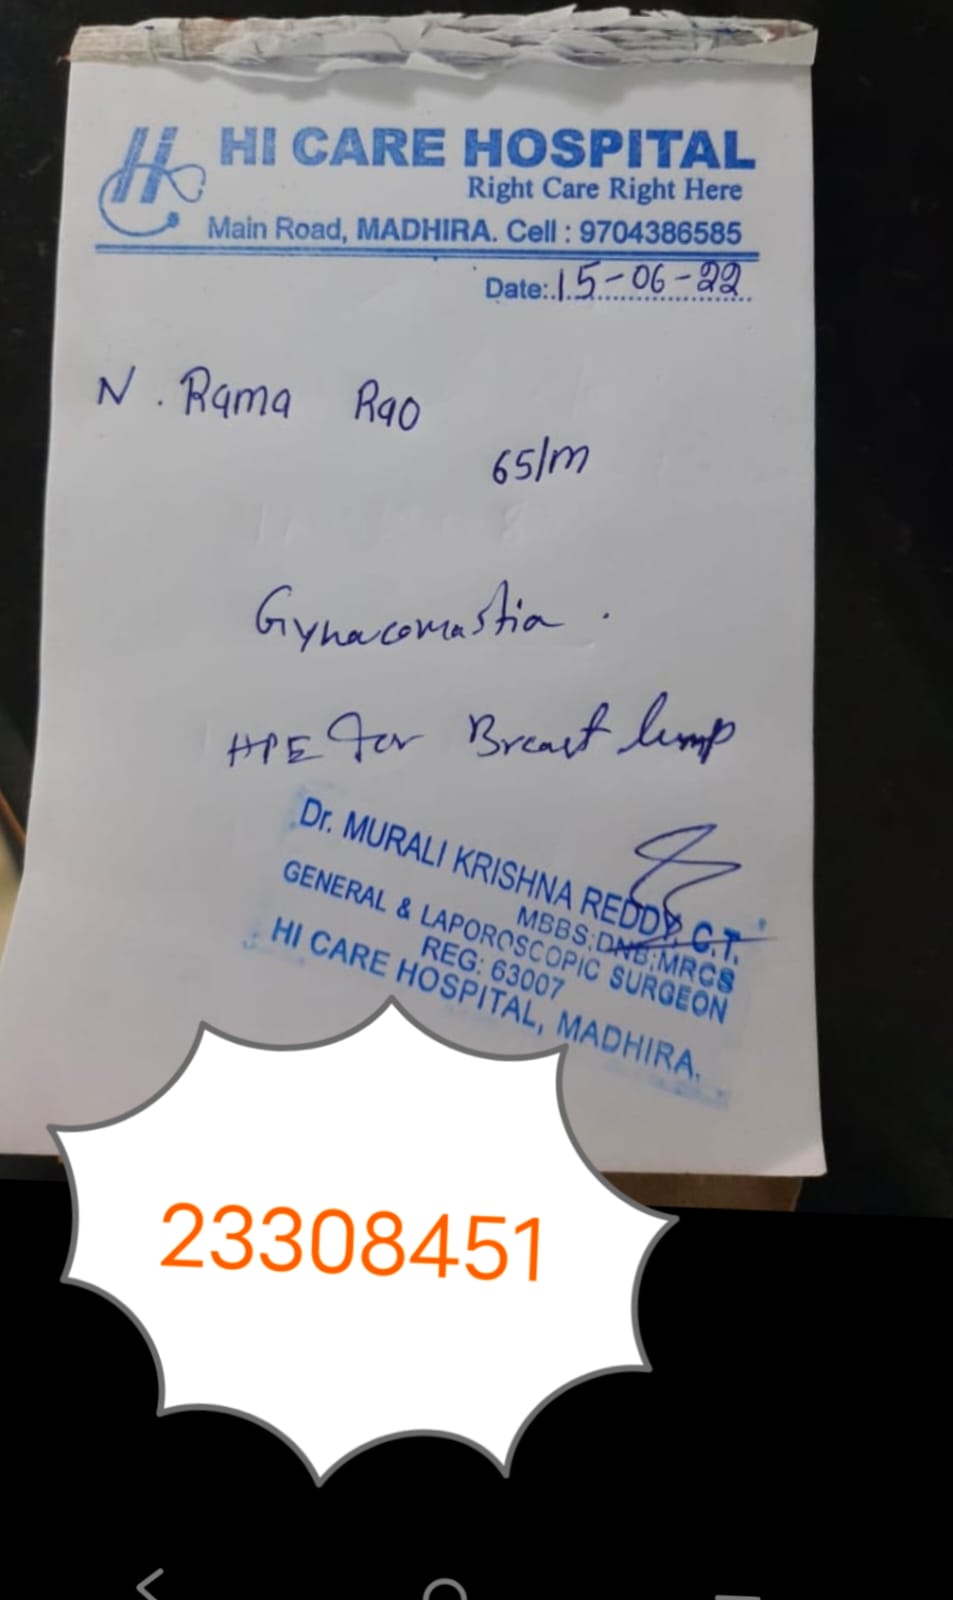 HI CARE HOSPITAL
Right Care Right Here
Main Road, MADHIRA. Cell : 9704386585
Date:.15-06-22
N. Rama Rao
65/m
Gynacomastia.
HPE For Breast lump
Dr. MURALI KRISHNA REDDY, C.T.
MBBS;DNB;MRCS
GENERAL & LAPOROSCOPIC SURGEON
REG: 63007
HI CARE HOSPITAL, MADHIRA.
23308451